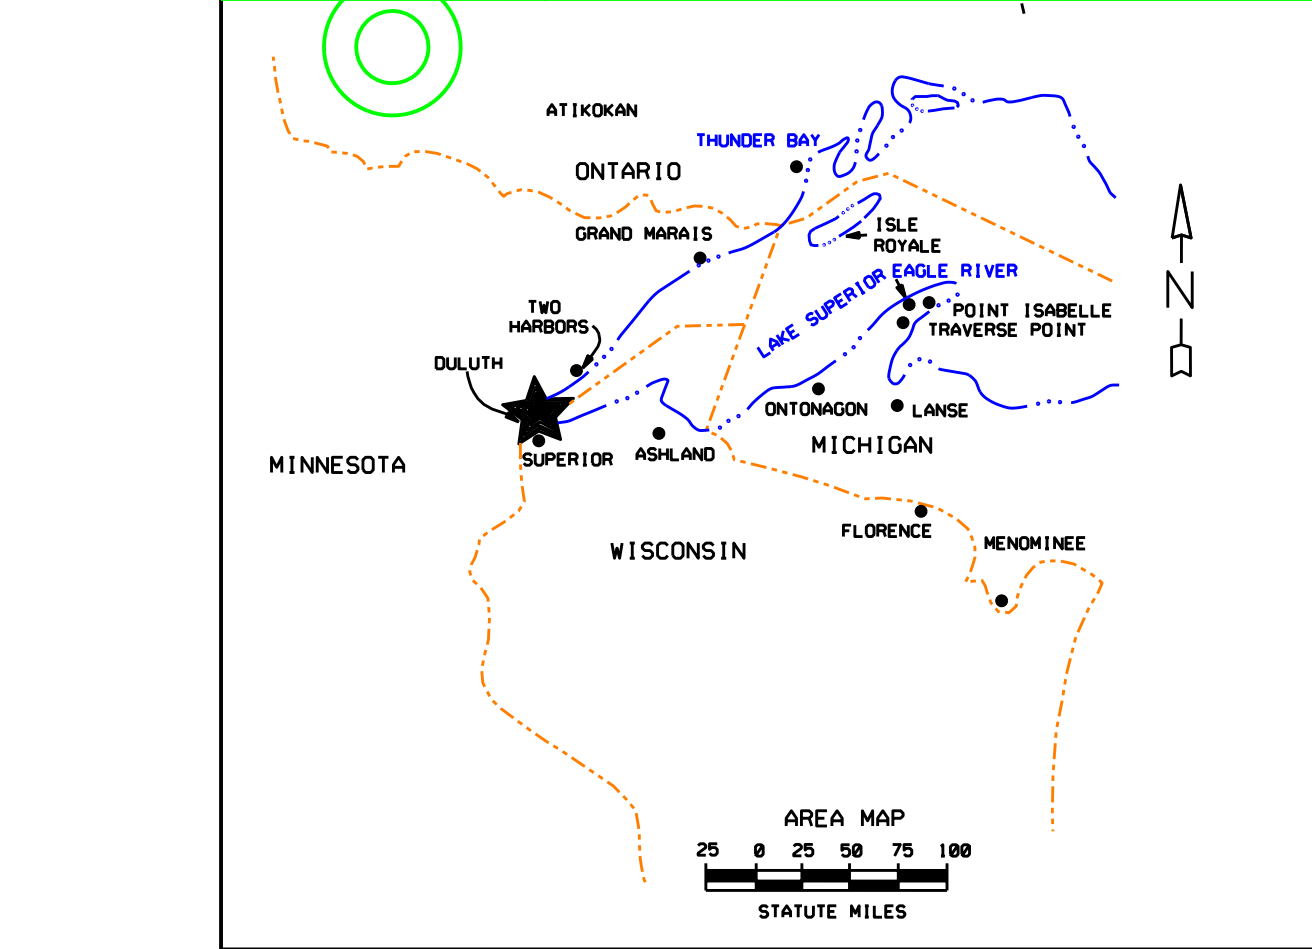 ATIKOKAN
THUNDER BAY
ONTARIO
GRAND MARAIS
ISLE
ROYALE
LAKE SUPERIOR
EAGLE RIVER
TWO
HARBORS
POINT ISABELLE
TRAVERSE POINT
DULUTH
N
ONTONAGON
LANSE
MICHIGAN
MINNESOTA
SUPERIOR
ASHLAND
FLORENCE
WISCONSIN
MENOMINEE
AREA MAP
25 0 25 50 75 100
STATUTE MILES